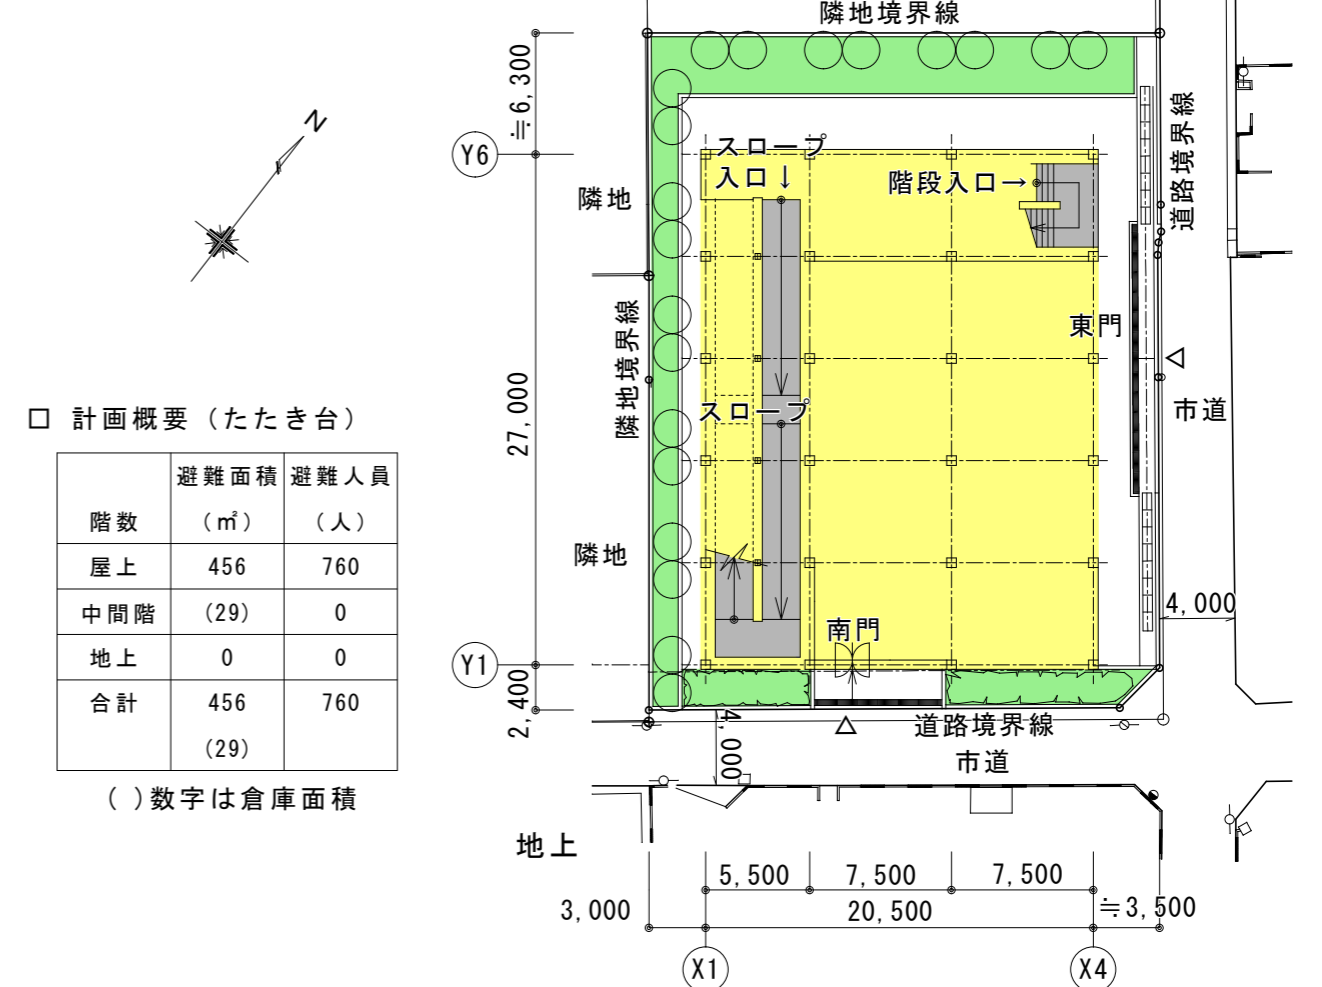 隣地境界線
≒6,300
道路境界線
N
Y6
スロープ
入口↓
階段入口→
隣地
東門
隣地境界線
27,000
スロープ
市道
□ 計画概要（たたき台）
階数 避難面積（㎡） 避難人員（人）
屋上 456 760
中間階 (29) 0
地上 0 0
合計 456 760
(29)
( )数字は倉庫面積
隣地
4,000
南門
Y1
2,400
道路境界線
4,000
市道
地上
5,500 7,500 7,500
3,000 20,500 ≒3,500
X1 X4